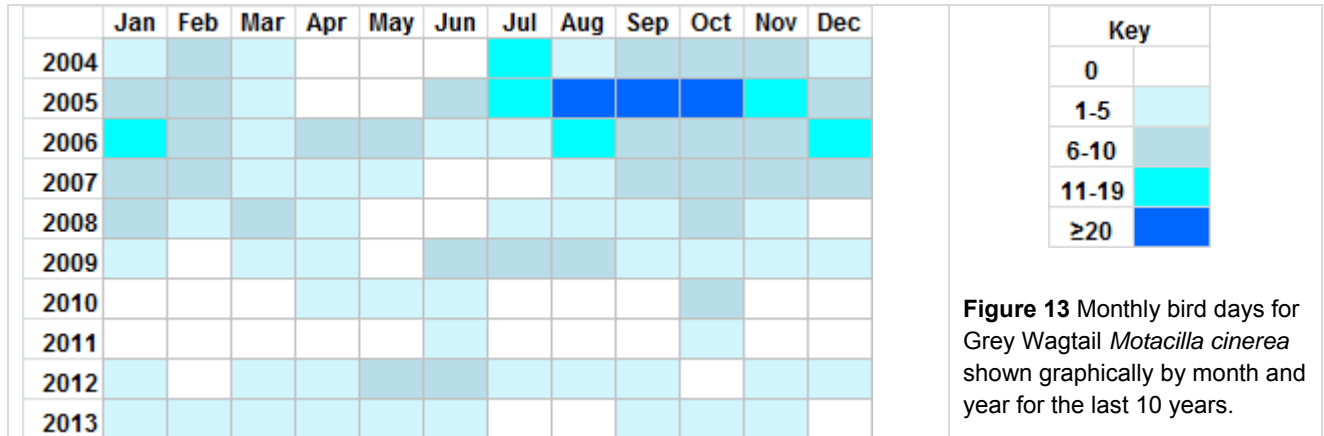 Jan Feb Mar Apr May Jun Jul Aug Sep Oct Nov Dec
2004
2005
2006
2007
2008
2009
2010
2011
2012
2013
Key
0
1-5
6-10
11-19
≥20
Figure 13 Monthly bird days for
Grey Wagtail Motacilla cinerea
shown graphically by month and
year for the last 10 years.